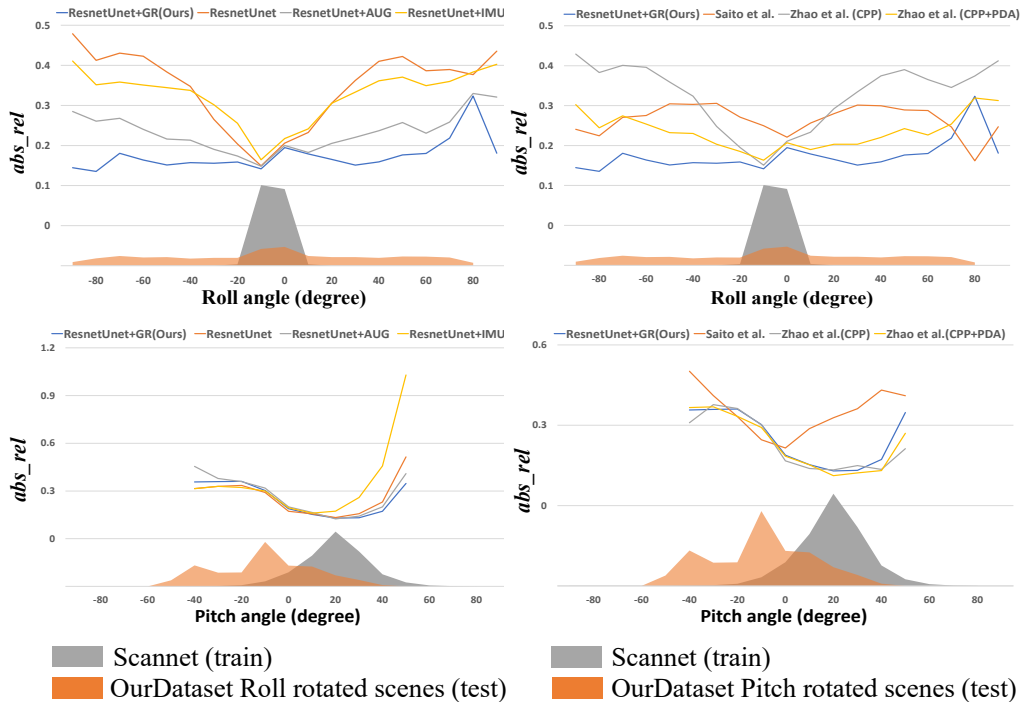 ResnetUnet+GR(Ours) ResnetUnet ResnetUnet+AUG ResnetUnet+IMU
0.5
0.4
0.3
0.2
0.1
0
abs_rel
-80 -60 -40 -20 0 20 40 60 80
Roll angle (degree)
ResnetUnet+GR(Ours) Saito et al. Zhao et al. (CPP) Zhao et al. (CPP+PDA)
0.5
0.4
0.3
0.2
0.1
0
abs_rel
-80 -60 -40 -20 0 20 40 60 80
Roll angle (degree)
ResnetUnet+GR(Ours) ResnetUnet ResnetUnet+AUG ResnetUnet+IMU
1.2
0.9
0.6
0.3
0
abs_rel
-80 -60 -40 -20 0 20 40 60 80
Pitch angle (degree)
ResnetUnet+GR(Ours) Saito et al. Zhao et al.(CPP) Zhao et al.(CPP+PDA)
0.6
0.3
0
abs_rel
-80 -60 -40 -20 0 20 40 60 80
Pitch angle (degree)
Scannet (train)
OurDataset Roll rotated scenes (test)
Scannet (train)
OurDataset Pitch rotated scenes (test)